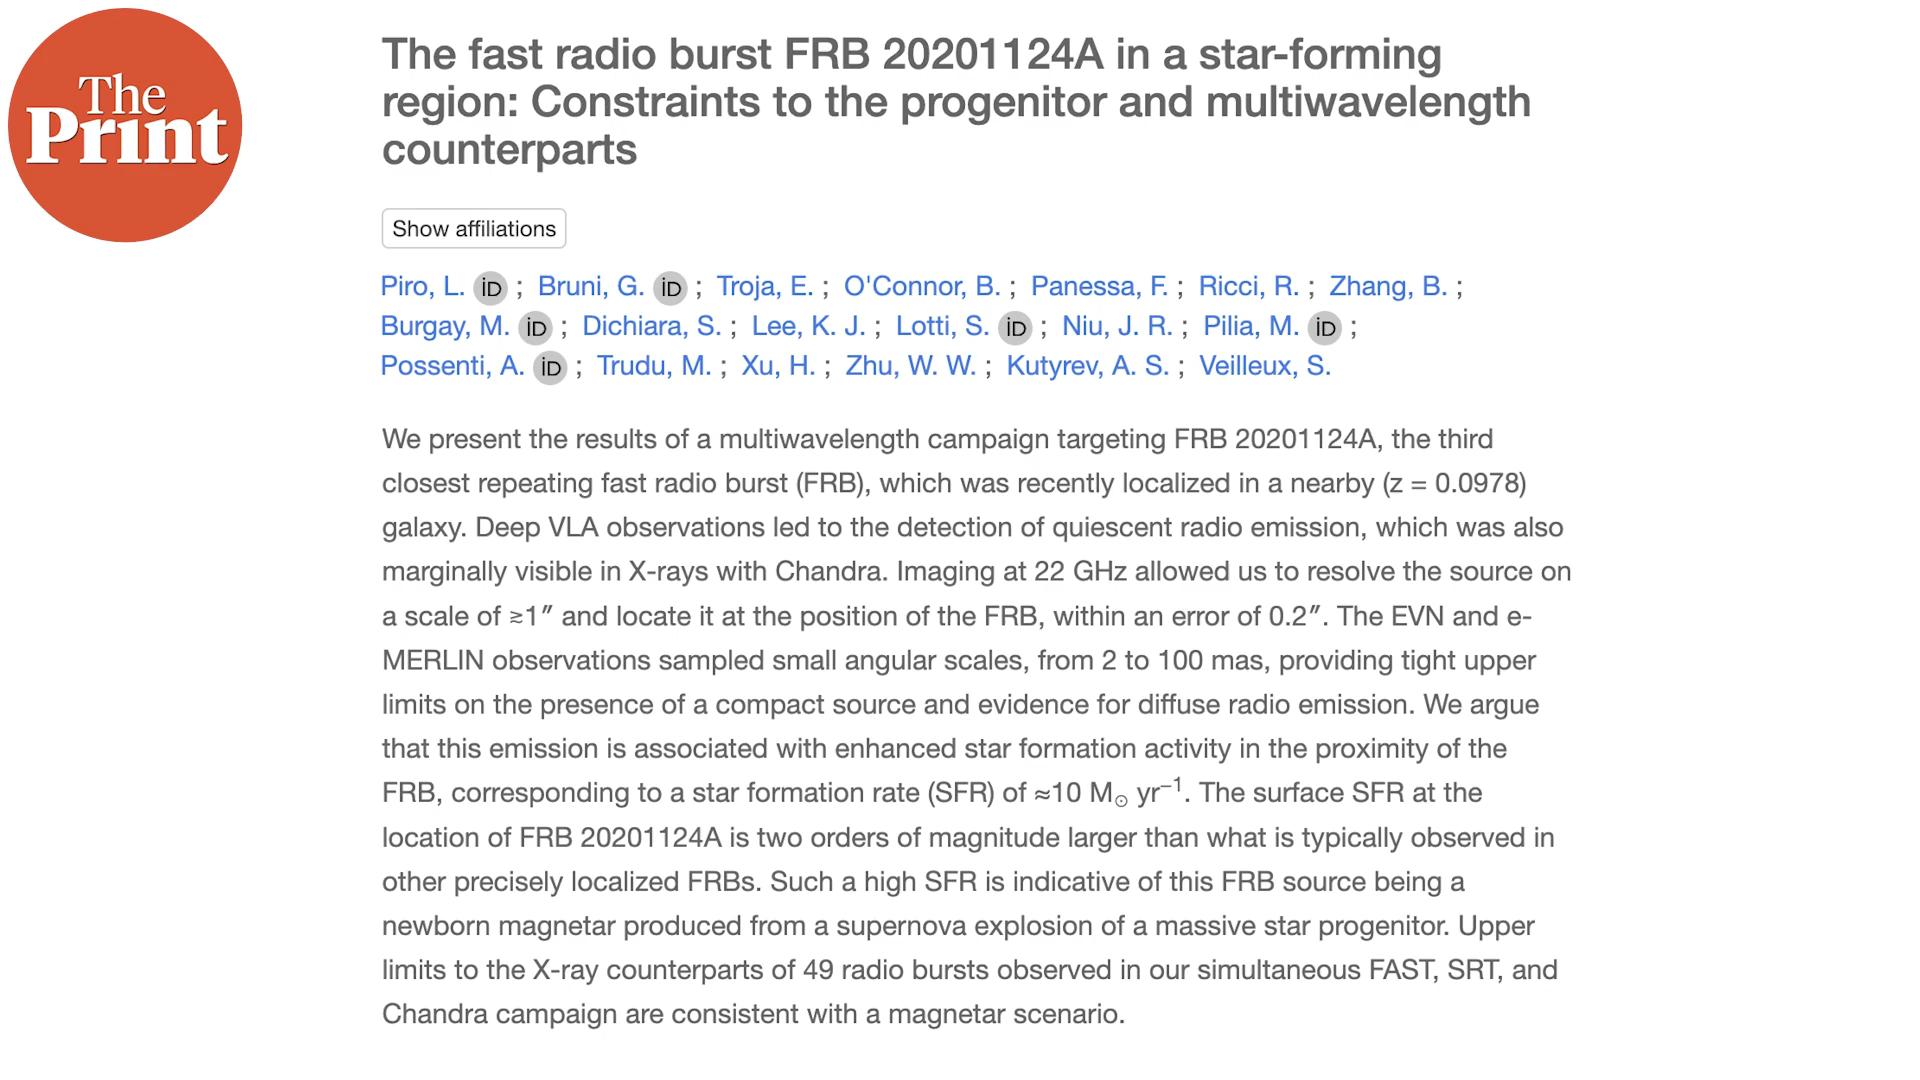 The
Print
The fast radio burst FRB 20201124A in a star-forming
region: Constraints to the progenitor and multiwavelength
counterparts
Show affiliations
Piro, L. iD ; Bruni, G. iD ; Troja, E. ; O'Connor, B. ; Panessa, F. ; Ricci, R. ; Zhang, B. ;
Burgay, M. iD ; Dichiara, S. ; Lee, K. J. ; Lotti, S. iD ; Niu, J. R. ; Pilia, M. iD ;
Possenti, A. iD ; Trudu, M. ; Xu, H. ; Zhu, W. W. ; Kutyrev, A. S. ; Veilleux, S.
We present the results of a multiwavelength campaign targeting FRB 20201124A, the third
closest repeating fast radio burst (FRB), which was recently localized in a nearby (z = 0.0978)
galaxy. Deep VLA observations led to the detection of quiescent radio emission, which was also
marginally visible in X-rays with Chandra. Imaging at 22 GHz allowed us to resolve the source on
a scale of ≳1″ and locate it at the position of the FRB, within an error of 0.2″. The EVN and e-
MERLIN observations sampled small angular scales, from 2 to 100 mas, providing tight upper
limits on the presence of a compact source and evidence for diffuse radio emission. We argue
that this emission is associated with enhanced star formation activity in the proximity of the
FRB, corresponding to a star formation rate (SFR) of ≈10 M⊙ yr⁻¹. The surface SFR at the
location of FRB 20201124A is two orders of magnitude larger than what is typically observed in
other precisely localized FRBs. Such a high SFR is indicative of this FRB source being a
newborn magnetar produced from a supernova explosion of a massive star progenitor. Upper
limits to the X-ray counterparts of 49 radio bursts observed in our simultaneous FAST, SRT, and
Chandra campaign are consistent with a magnetar scenario.